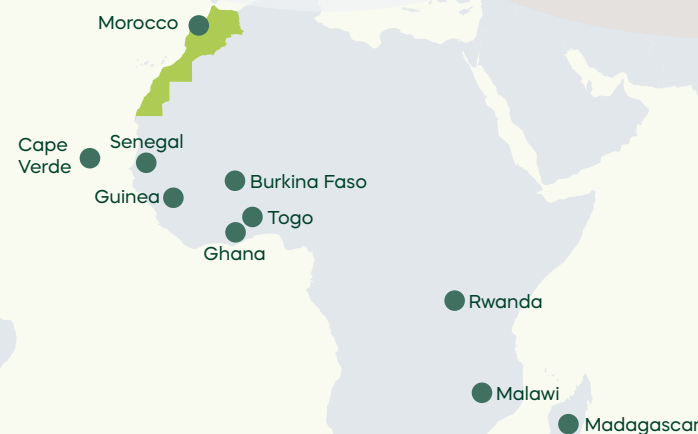 Morocco
Cape
Verde
Senegal
Guinea
Burkina Faso
Togo
Ghana
Rwanda
Malawi
Madagascar